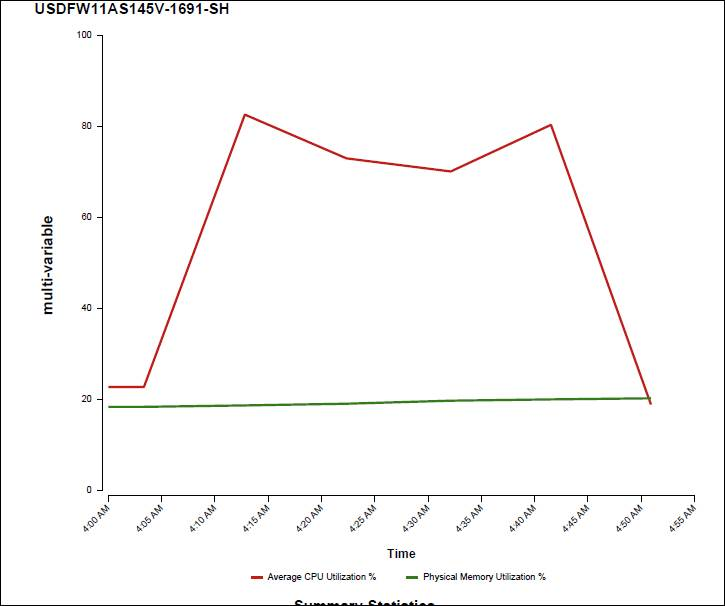 USDFW11AS145V-1691-SH
100
80
60
40
20
0
multi-variable
4:00 AM
4:05 AM
4:10 AM
4:15 AM
4:20 AM
4:25 AM
4:30 AM
4:35 AM
4:40 AM
4:45 AM
4:50 AM
4:55 AM
Time
Average CPU Utilization %
Physical Memory Utilization %
Summary Statistics